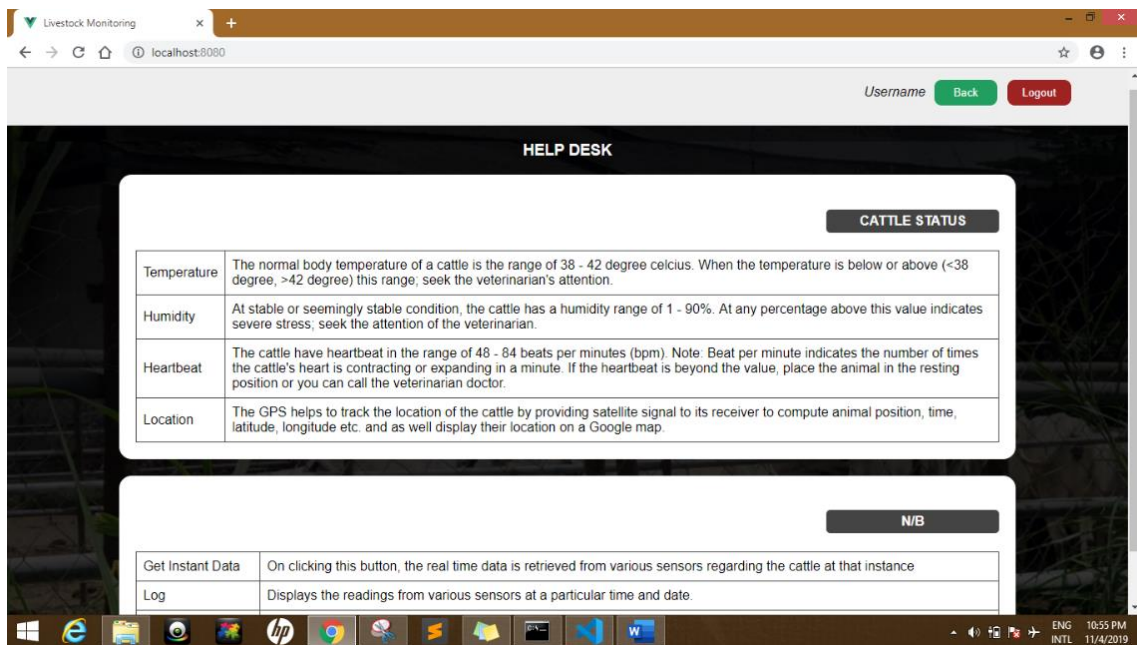 Livestock Monitoring
localhost:8080
Username Back Logout
HELP DESK
CATTLE STATUS
Temperature
The normal body temperature of a cattle is the range of 38 - 42 degree celcius. When the temperature is below or above (<38
degree, >42 degree) this range; seek the veterinarian's attention.
Humidity
At stable or seemingly stable condition, the cattle has a humidity range of 1 - 90%. At any percentage above this value indicates
severe stress; seek the attention of the veterinarian.
Heartbeat
The cattle have heartbeat in the range of 48 - 84 beats per minutes (bpm). Note: Beat per minute indicates the number of times
the cattle's heart is contracting or expanding in a minute. If the heartbeat is beyond the value, place the animal in the resting
position or you can call the veterinarian doctor.
Location
The GPS helps to track the location of the cattle by providing satellite signal to its receiver to compute animal position, time,
latitude, longitude etc. and as well display their location on a Google map.
N/B
Get Instant Data On clicking this button, the real time data is retrieved from various sensors regarding the cattle at that instance
Log Displays the readings from various sensors at a particular time and date.
ENG 10:55 PM
INTL 11/4/2019